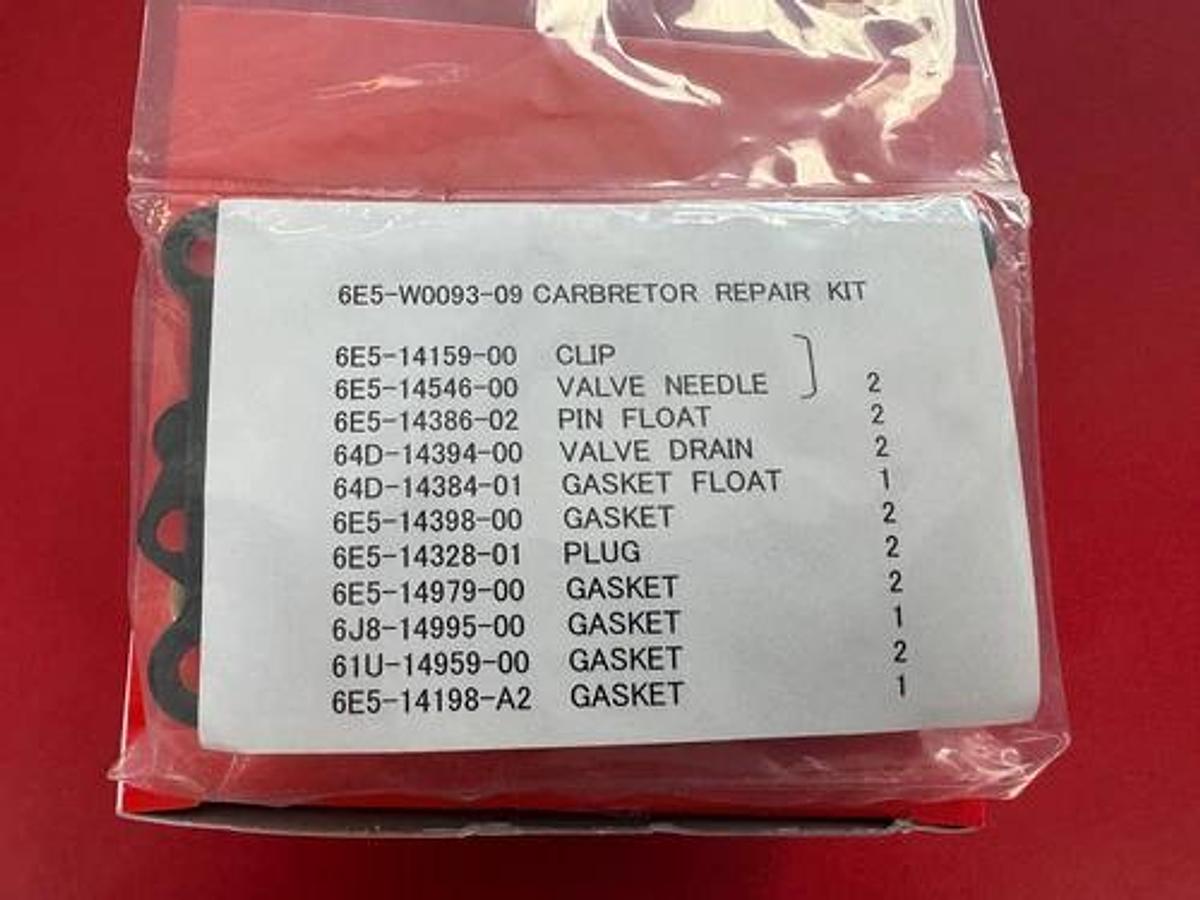 6E5-W0093-09 CARBRETOR REPAIR KIT
6E5-14159-00 CLIP
6E5-14546-00 VALVE NEEDLE 2
6E5-14386-02 PIN FLOAT 2
64D-14394-00 VALVE DRAIN 2
64D-14384-01 GASKET FLOAT 1
6E5-14398-00 GASKET 2
6E5-14328-01 PLUG 2
6E5-14979-00 GASKET 2
6J8-14995-00 GASKET 1
61U-14959-00 GASKET 2
6E5-14198-A2 GASKET 1